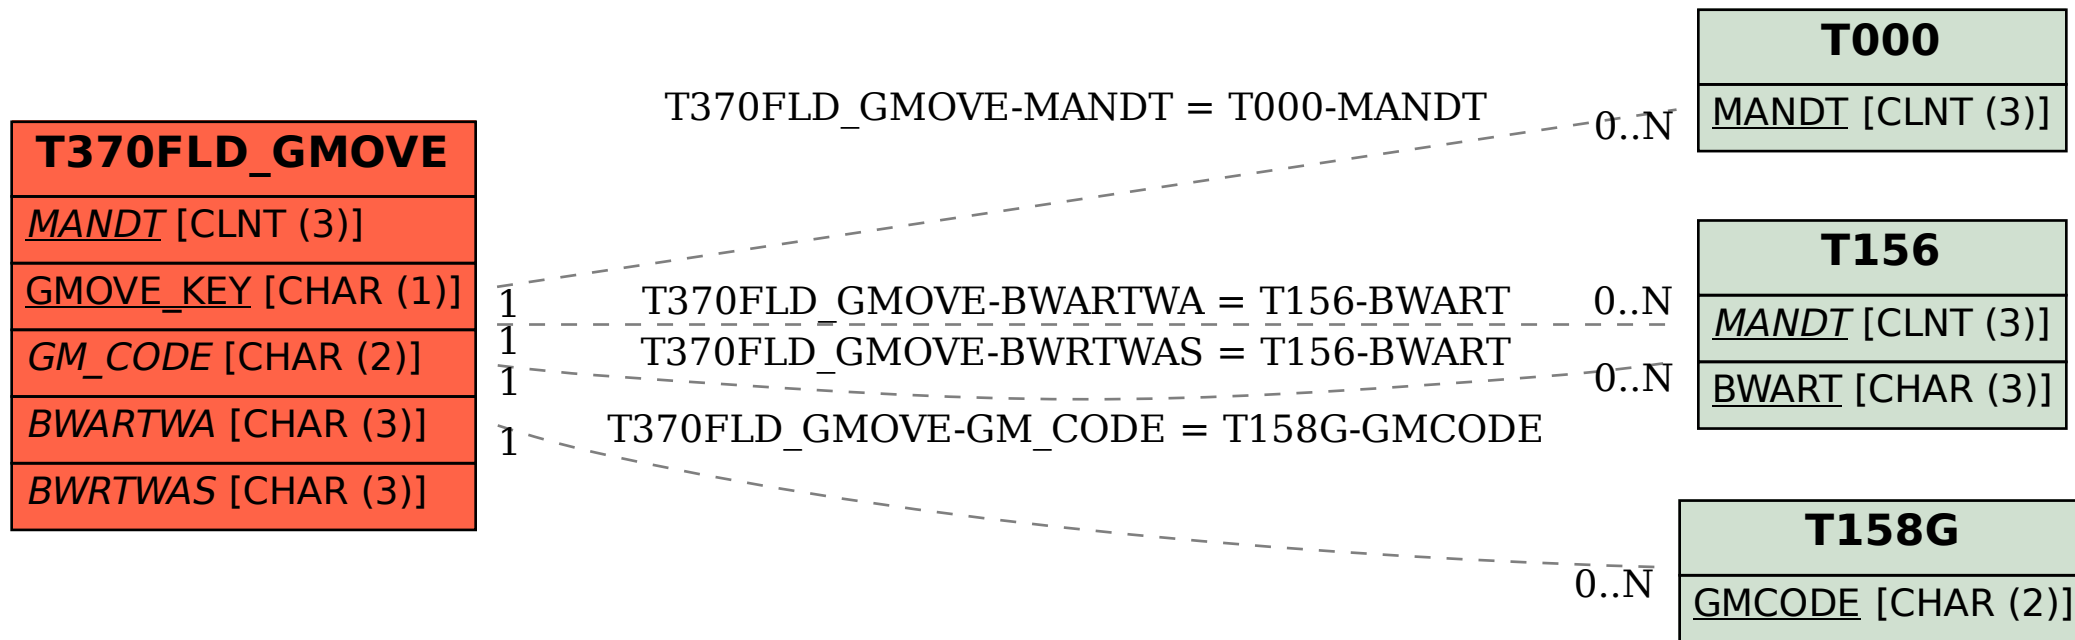 T370FLD_GMOVE
MANDT [CLNT (3)]
GMOVE_KEY [CHAR (1)]
GM_CODE [CHAR (2)]
BWARTWA [CHAR (3)]
BWRTWAS [CHAR (3)]
T370FLD_GMOVE-MANDT = T000-MANDT
0..N
1
T370FLD_GMOVE-BWARTWA = T156-BWART
0..N
1
T370FLD_GMOVE-BWRTWAS = T156-BWART
0..N
1
T370FLD_GMOVE-GM_CODE = T158G-GMCODE
0..N
1
T000
MANDT [CLNT (3)]
T156
MANDT [CLNT (3)]
BWART [CHAR (3)]
T158G
GMCODE [CHAR (2)]